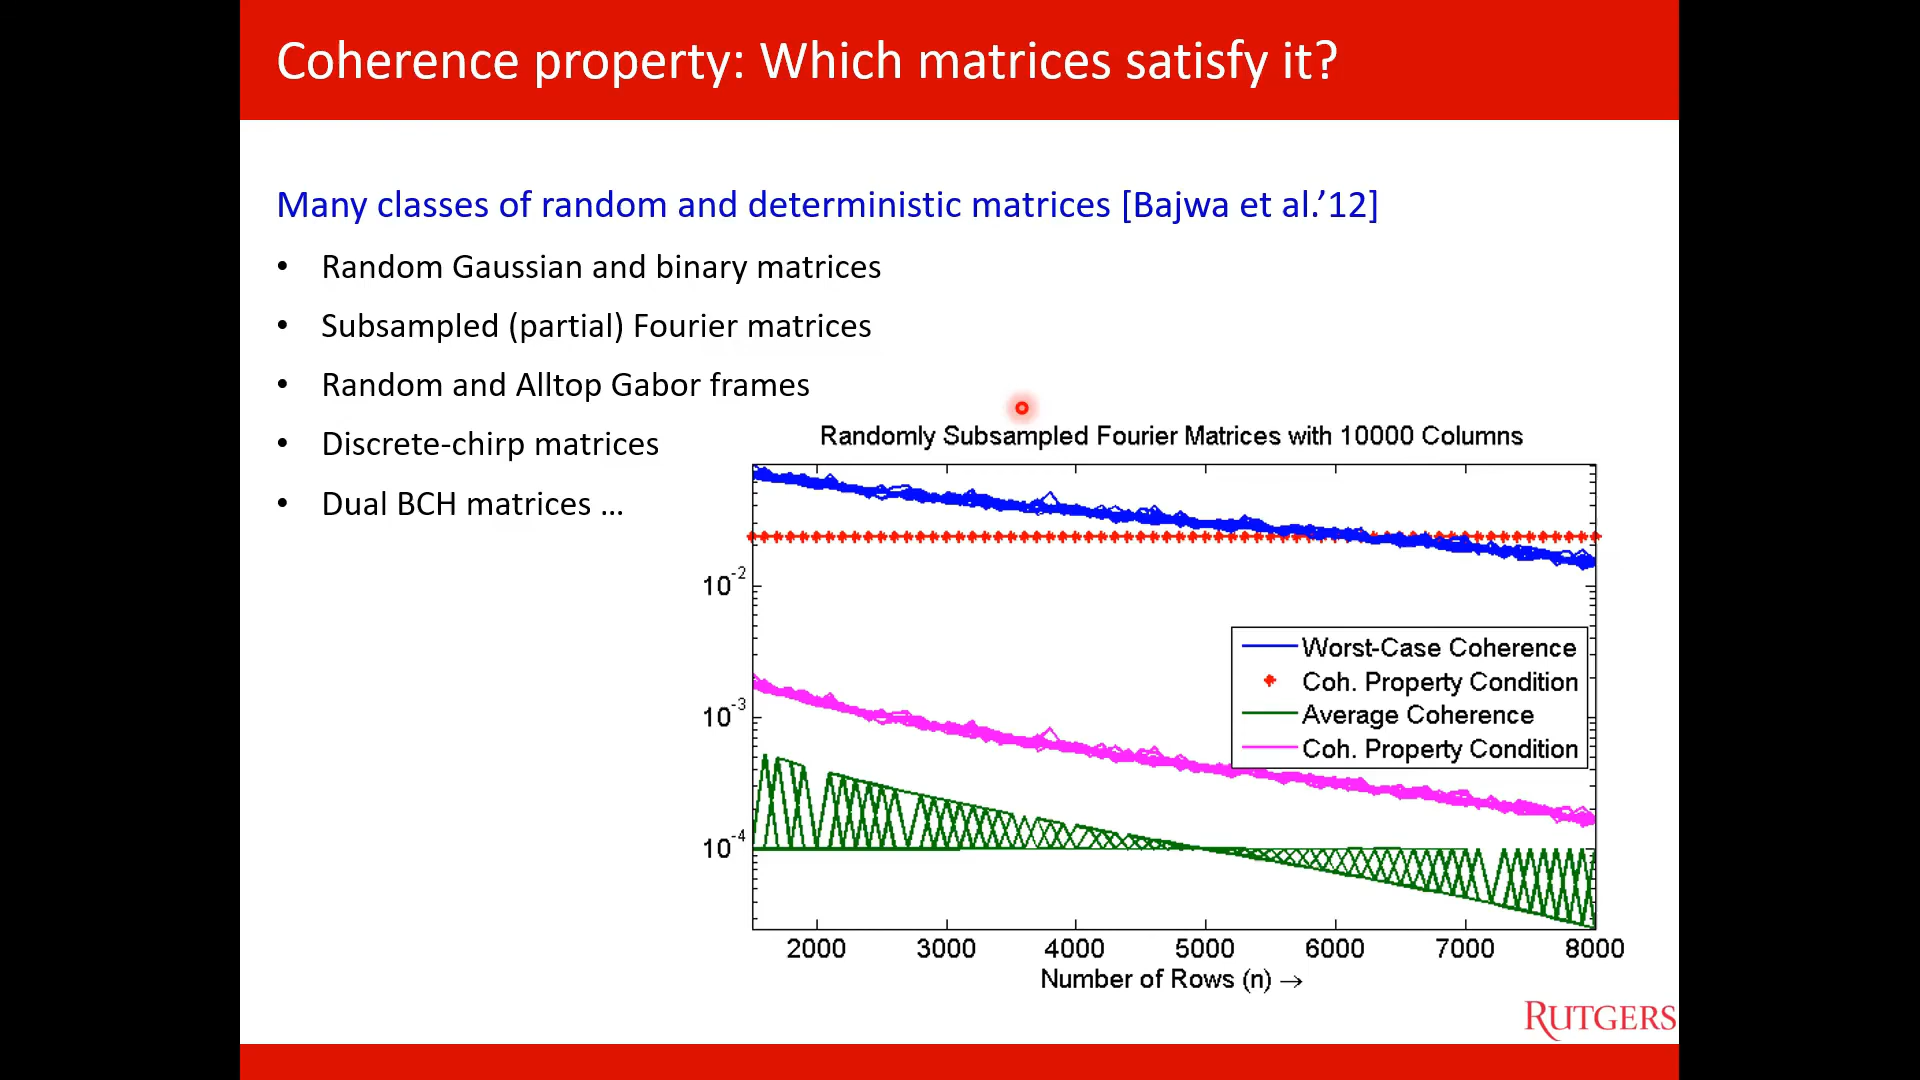 Coherence property: Which matrices satisfy it?
Many classes of random and deterministic matrices [Bajwa et al.’12]
• Random Gaussian and binary matrices
• Subsampled (partial) Fourier matrices
• Random and Alltop Gabor frames
• Discrete-chirp matrices
• Dual BCH matrices ...
Randomly Subsampled Fourier Matrices with 10000 Columns
10-2
10-3
10-4
Worst-Case Coherence
Coh. Property Condition
Average Coherence
Coh. Property Condition
2000 3000 4000 5000 6000 7000 8000
Number of Rows (n) →
RUTGERS